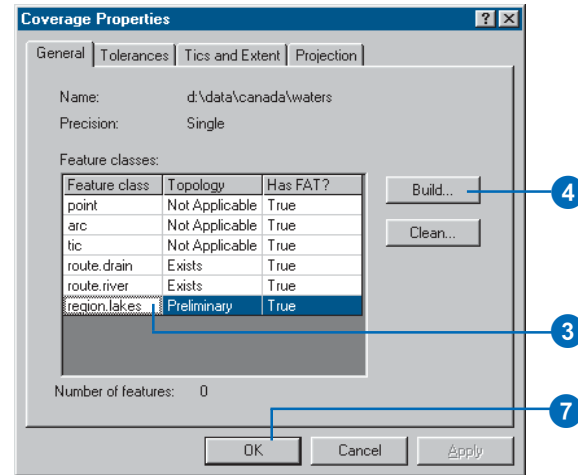 Coverage Properties
General Tolerances Tics and Extent Projection
Name: d:\data\canada\waters
Precision: Single
Feature classes:
Feature class Topology Has FAT?
point Not Applicable True
arc Not Applicable True
tic Not Applicable True
route.drain Exists True
route.river Exists True
region.lakes Preliminary True
Build...
Clean...
4
3
Number of features: 0
7
OK Cancel Apply